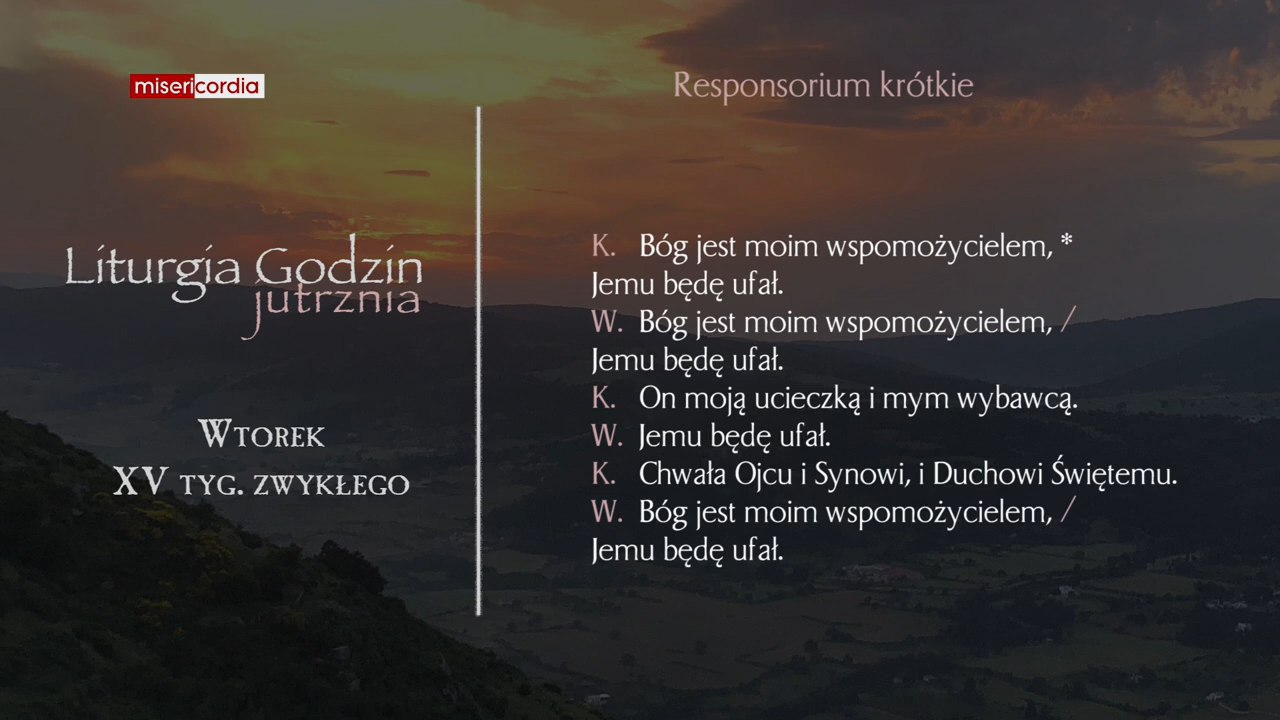 misericordia
Responsorium krótkie
Liturgia Godzin
jutrznia
Wtorek
XV tyg. zwykłego
K. Bóg jest moim wspomożycielem, *
Jemu będę ufał.
W. Bóg jest moim wspomożycielem, /
Jemu będę ufał.
K. On moją ucieczką i mym wybawcą.
W. Jemu będę ufał.
K. Chwała Ojcu i Synowi, i Duchowi Świętemu.
W. Bóg jest moim wspomożycielem, /
Jemu będę ufał.